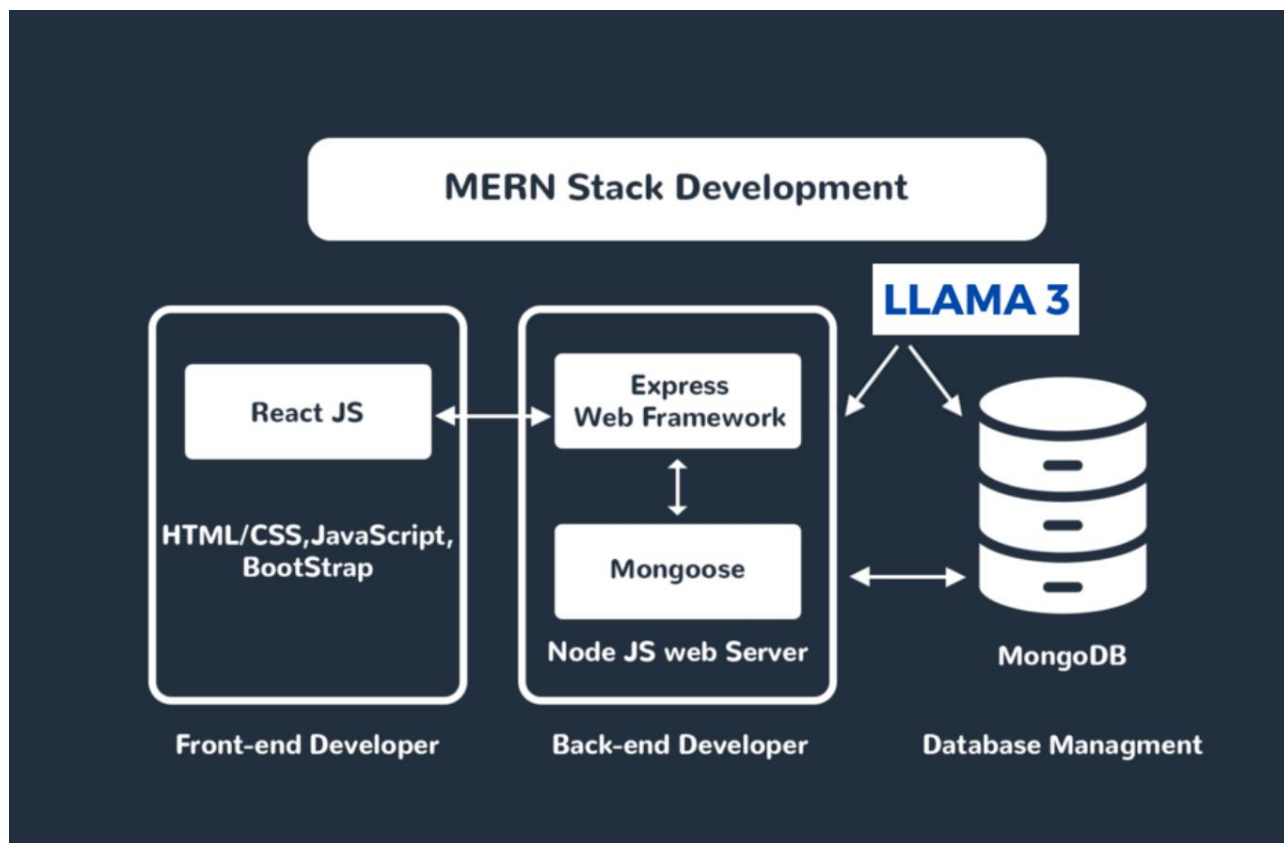 MERN Stack Development
LLAMA 3
React JS
Express
Web Framework
HTML/CSS,JavaScript,
BootStrap
Mongoose
Node JS web Server
MongoDB
Front-end Developer
Back-end Developer
Database Managment